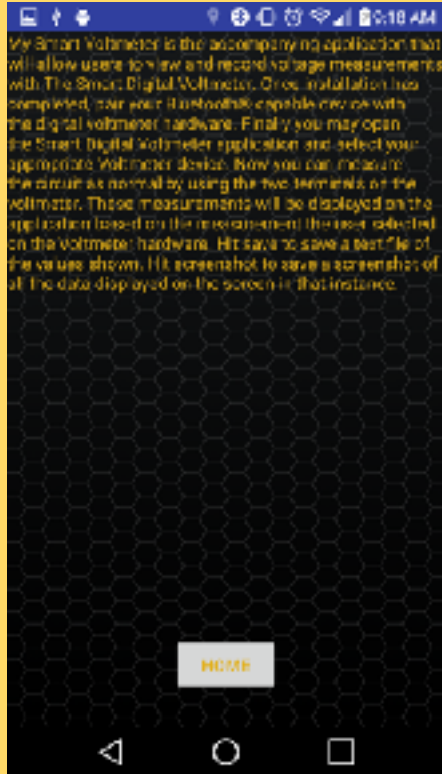 9:18 AM
My Smart Voltmeter is the accompanying application that
will allow users to view and record voltage measurements
with The Smart Digital Voltmeter. Once installation has
completed, pair your Bluetooth® capable device with
the digital voltmeter hardware. Finally you may open
the Smart Digital Voltmeter application and select your
appropriate Voltmeter device. Now you can measure
the circuit as normal by using the two terminals on the
voltmeter. These measurements will be displayed on the
application based on the measurement the user selected
on the Voltmeter hardware. Hit save to save a text file of
the values shown. Hit screenshot to save a screenshot of
all the data displayed on the screen in that instance.
HOME